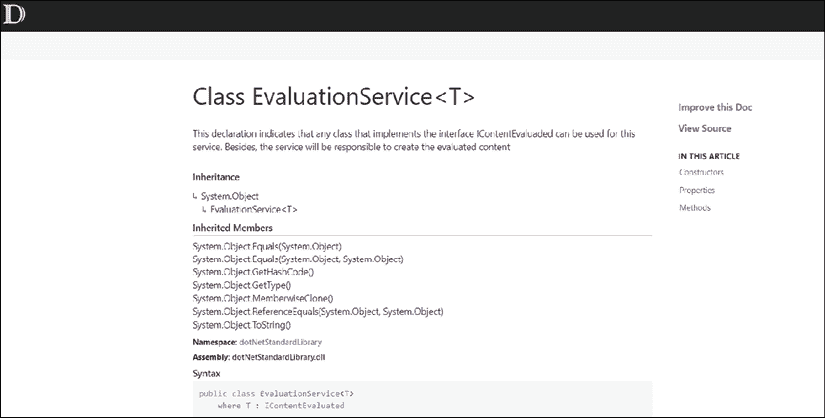 D
Class EvaluationService<T>
This declaration indicates that any class that implements the interface IContentEvaluaded can be used for this
service. Besides, the service will be responsible to create the evaluated content
Inheritance
↳ System.Object
↳ EvaluationService<T>
Inherited Members
System.Object.Equals(System.Object)
System.Object.Equals(System.Object, System.Object)
System.Object.GetHashCode()
System.Object.GetType()
System.Object.MemberwiseClone()
System.Object.ReferenceEquals(System.Object, System.Object)
System.Object.ToString()
Namespace: dotNetStandardLibrary
Assembly: dotNetStandardLibrary.dll
Syntax
public class EvaluationService<T>
where T : IContentEvaluated
Improve this Doc
View Source
IN THIS ARTICLE
Constructors
Properties
Methods